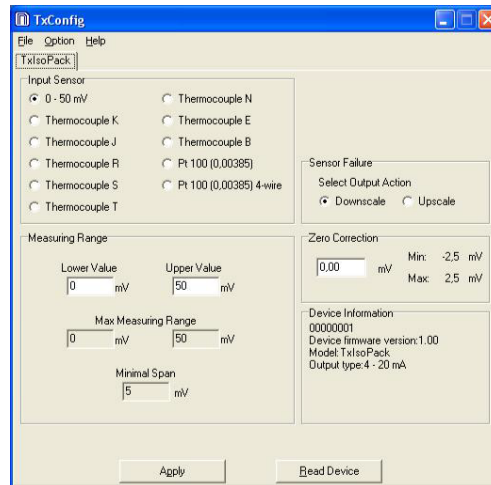 TxConfig
File Option Help
TxIsoPack
Input Sensor
0 - 50 mV
Thermocouple N
Thermocouple K
Thermocouple E
Thermocouple J
Thermocouple B
Thermocouple R
Pt 100 (0,00385)
Thermocouple S
Pt 100 (0,00385) 4-wire
Thermocouple T
Sensor Failure
Select Output Action
Downscale Upscale
Measuring Range
Lower Value Upper Value
0 mV 50 mV
Max Measuring Range
0 mV 50 mV
Minimal Span
5 mV
Zero Correction
0,00 mV
Min: -2,5 mV
Max: 2,5 mV
Device Information
00000001
Device firmware version:1.00
Model:TxIsoPack
Output type:4 - 20 mA
Apply
Read Device